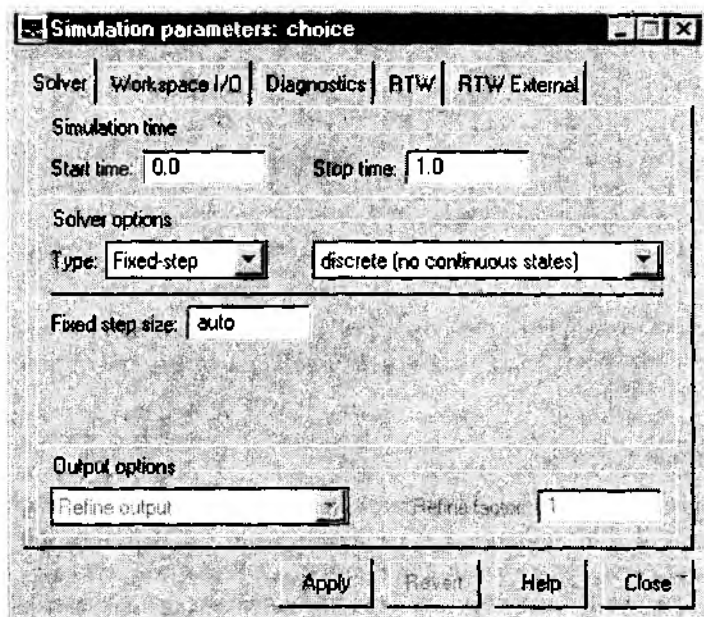 Simulation parameters: choice
Solver Workspace I/O Diagnostics RTW RTW External
Simulation time
Start time: 0.0 Stop time: 1.0
Solver options
Type: Fixed-step discrete (no continuous states)
Fixed step size: auto
Output options
Refine output Refine factor: 1
Apply Revert Help Close